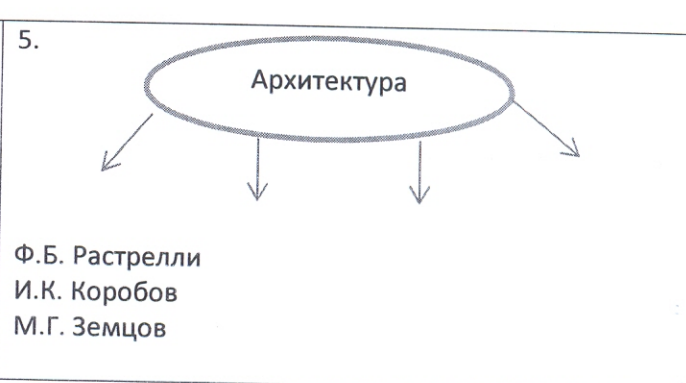 5.
Архитектура
Ф.Б. Растрелли
И.К. Коробов
М.Г. Земцов